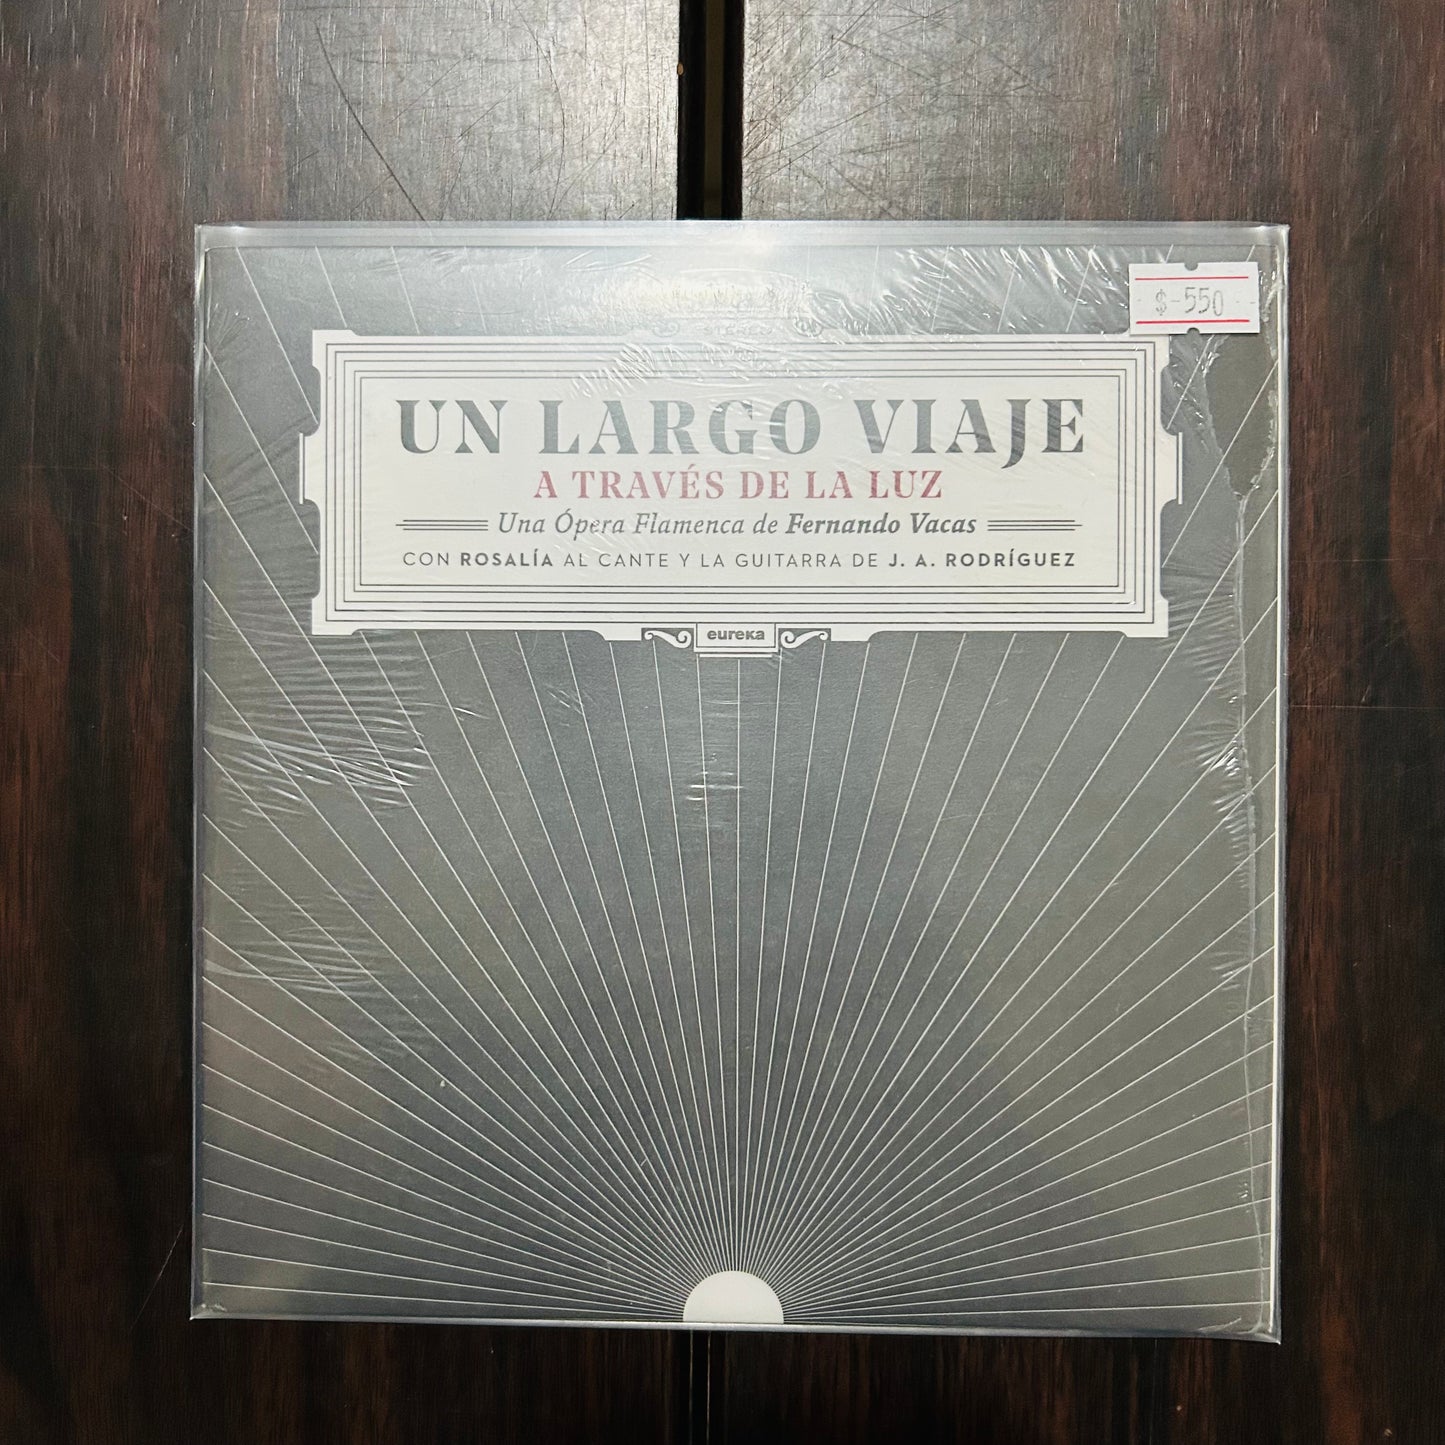 $-550
STEREO
UN LARGO VIAJE
A TRAVÉS DE LA LUZ
Una Ópera Flamenca de Fernando Vacas
CON ROSALÍA AL CANTE Y LA GUITARRA DE J. A. RODRÍGUEZ
eureka